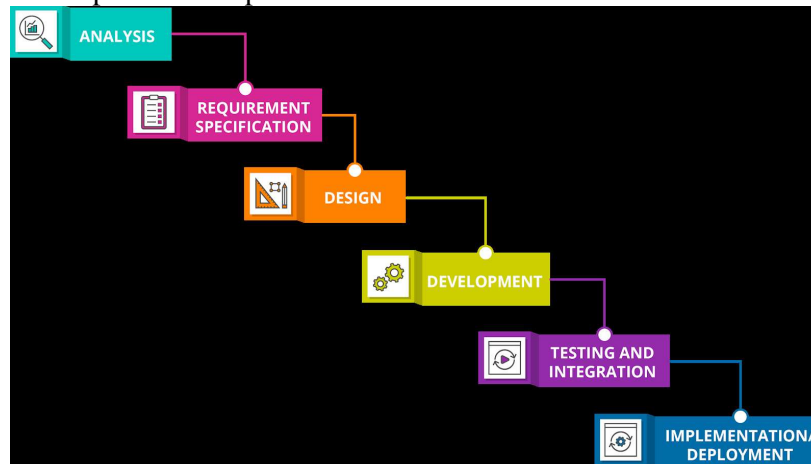 ANALYSIS
REQUIREMENT
SPECIFICATION
DESIGN
DEVELOPMENT
TESTING AND
INTEGRATION
IMPLEMENTATION/
DEPLOYMENT